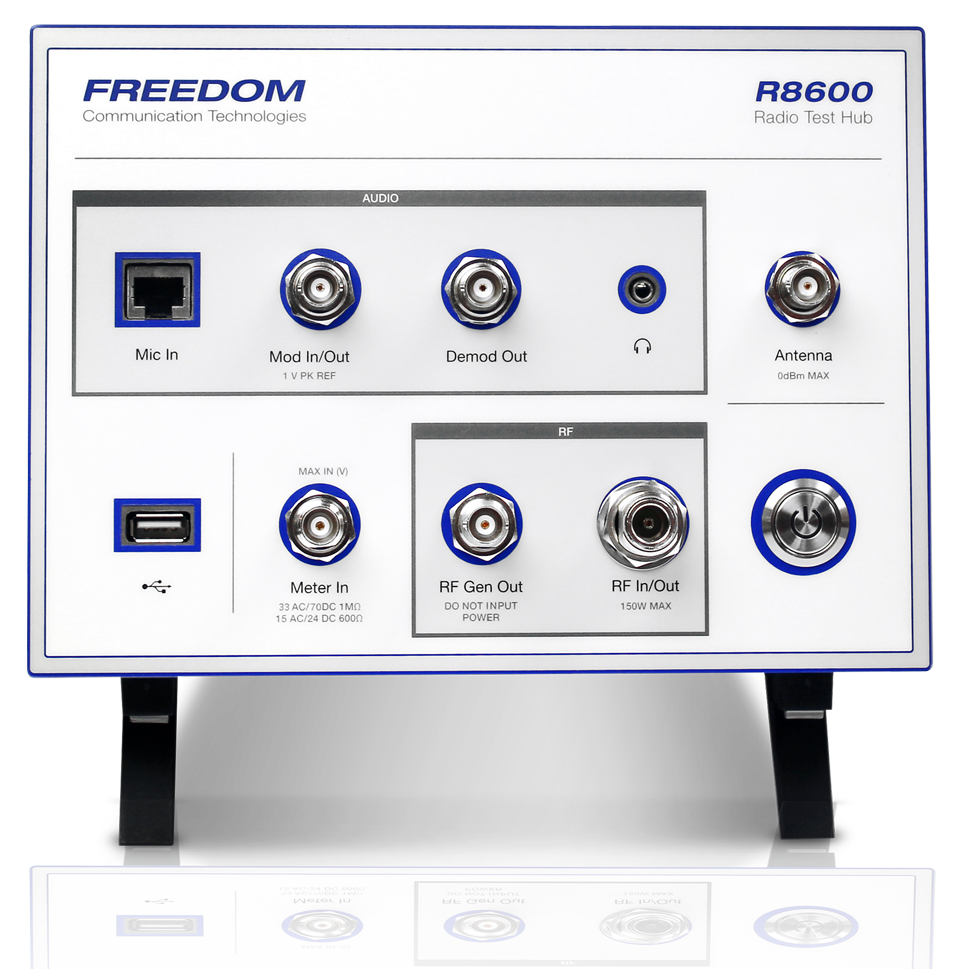 FREEDOM
Communication Technologies
R8600
Radio Test Hub
AUDIO
Mic In
Mod In/Out
1 V PK REF
Demod Out
Antenna
0dBm MAX
MAX IN (V)
Meter In
33 AC/70DC 1MΩ
15 AC/24 DC 600Ω
RF
RF Gen Out
DO NOT INPUT
POWER
RF In/Out
150W MAX